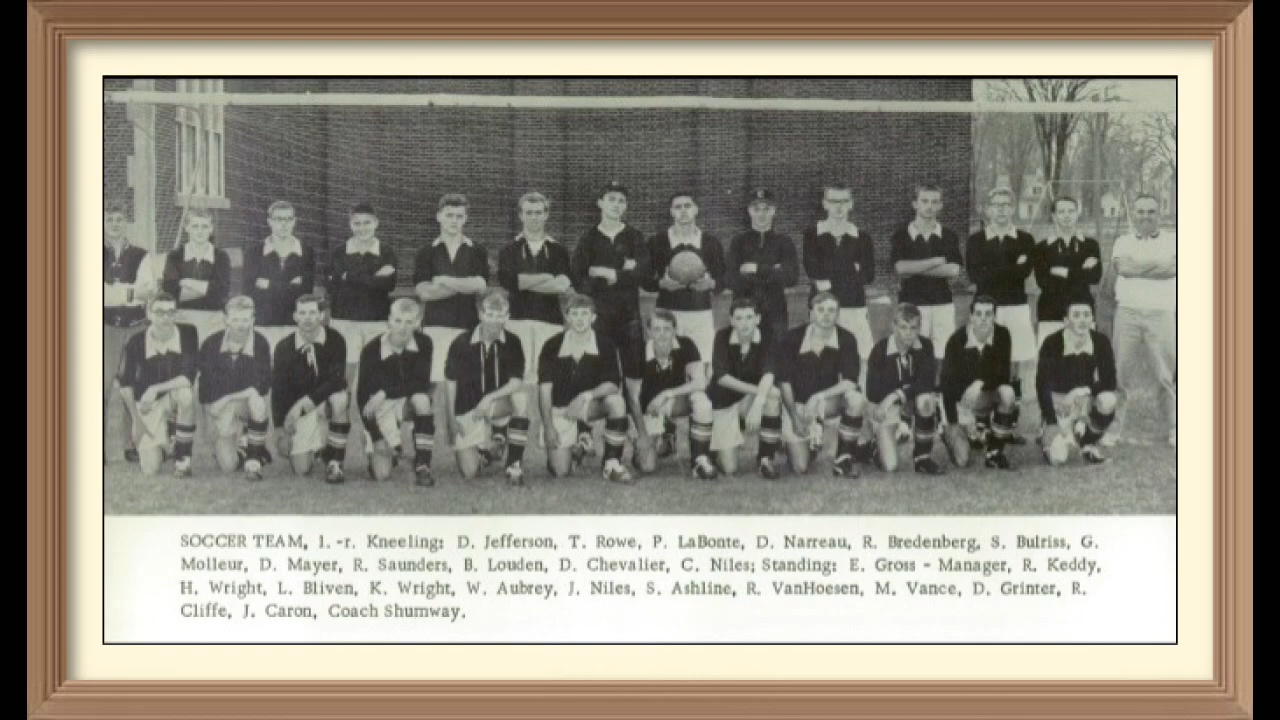 SOCCER TEAM, l.-r. Kneeling: D. Jefferson, T. Rowe, P. LaBonte, D. Narreau, R. Bredenberg, S. Bulriss, G.
Molleur, D. Mayer, R. Saunders, B. Louden, D. Chevalier, C. Niles; Standing: E. Gross - Manager, R. Keddy,
H. Wright, L. Bliven, K. Wright, W. Aubrey, J. Niles, S. Ashline, R. VanHoesen, M. Vance, D. Grinter, R.
Cliffe, J. Caron, Coach Shumway.